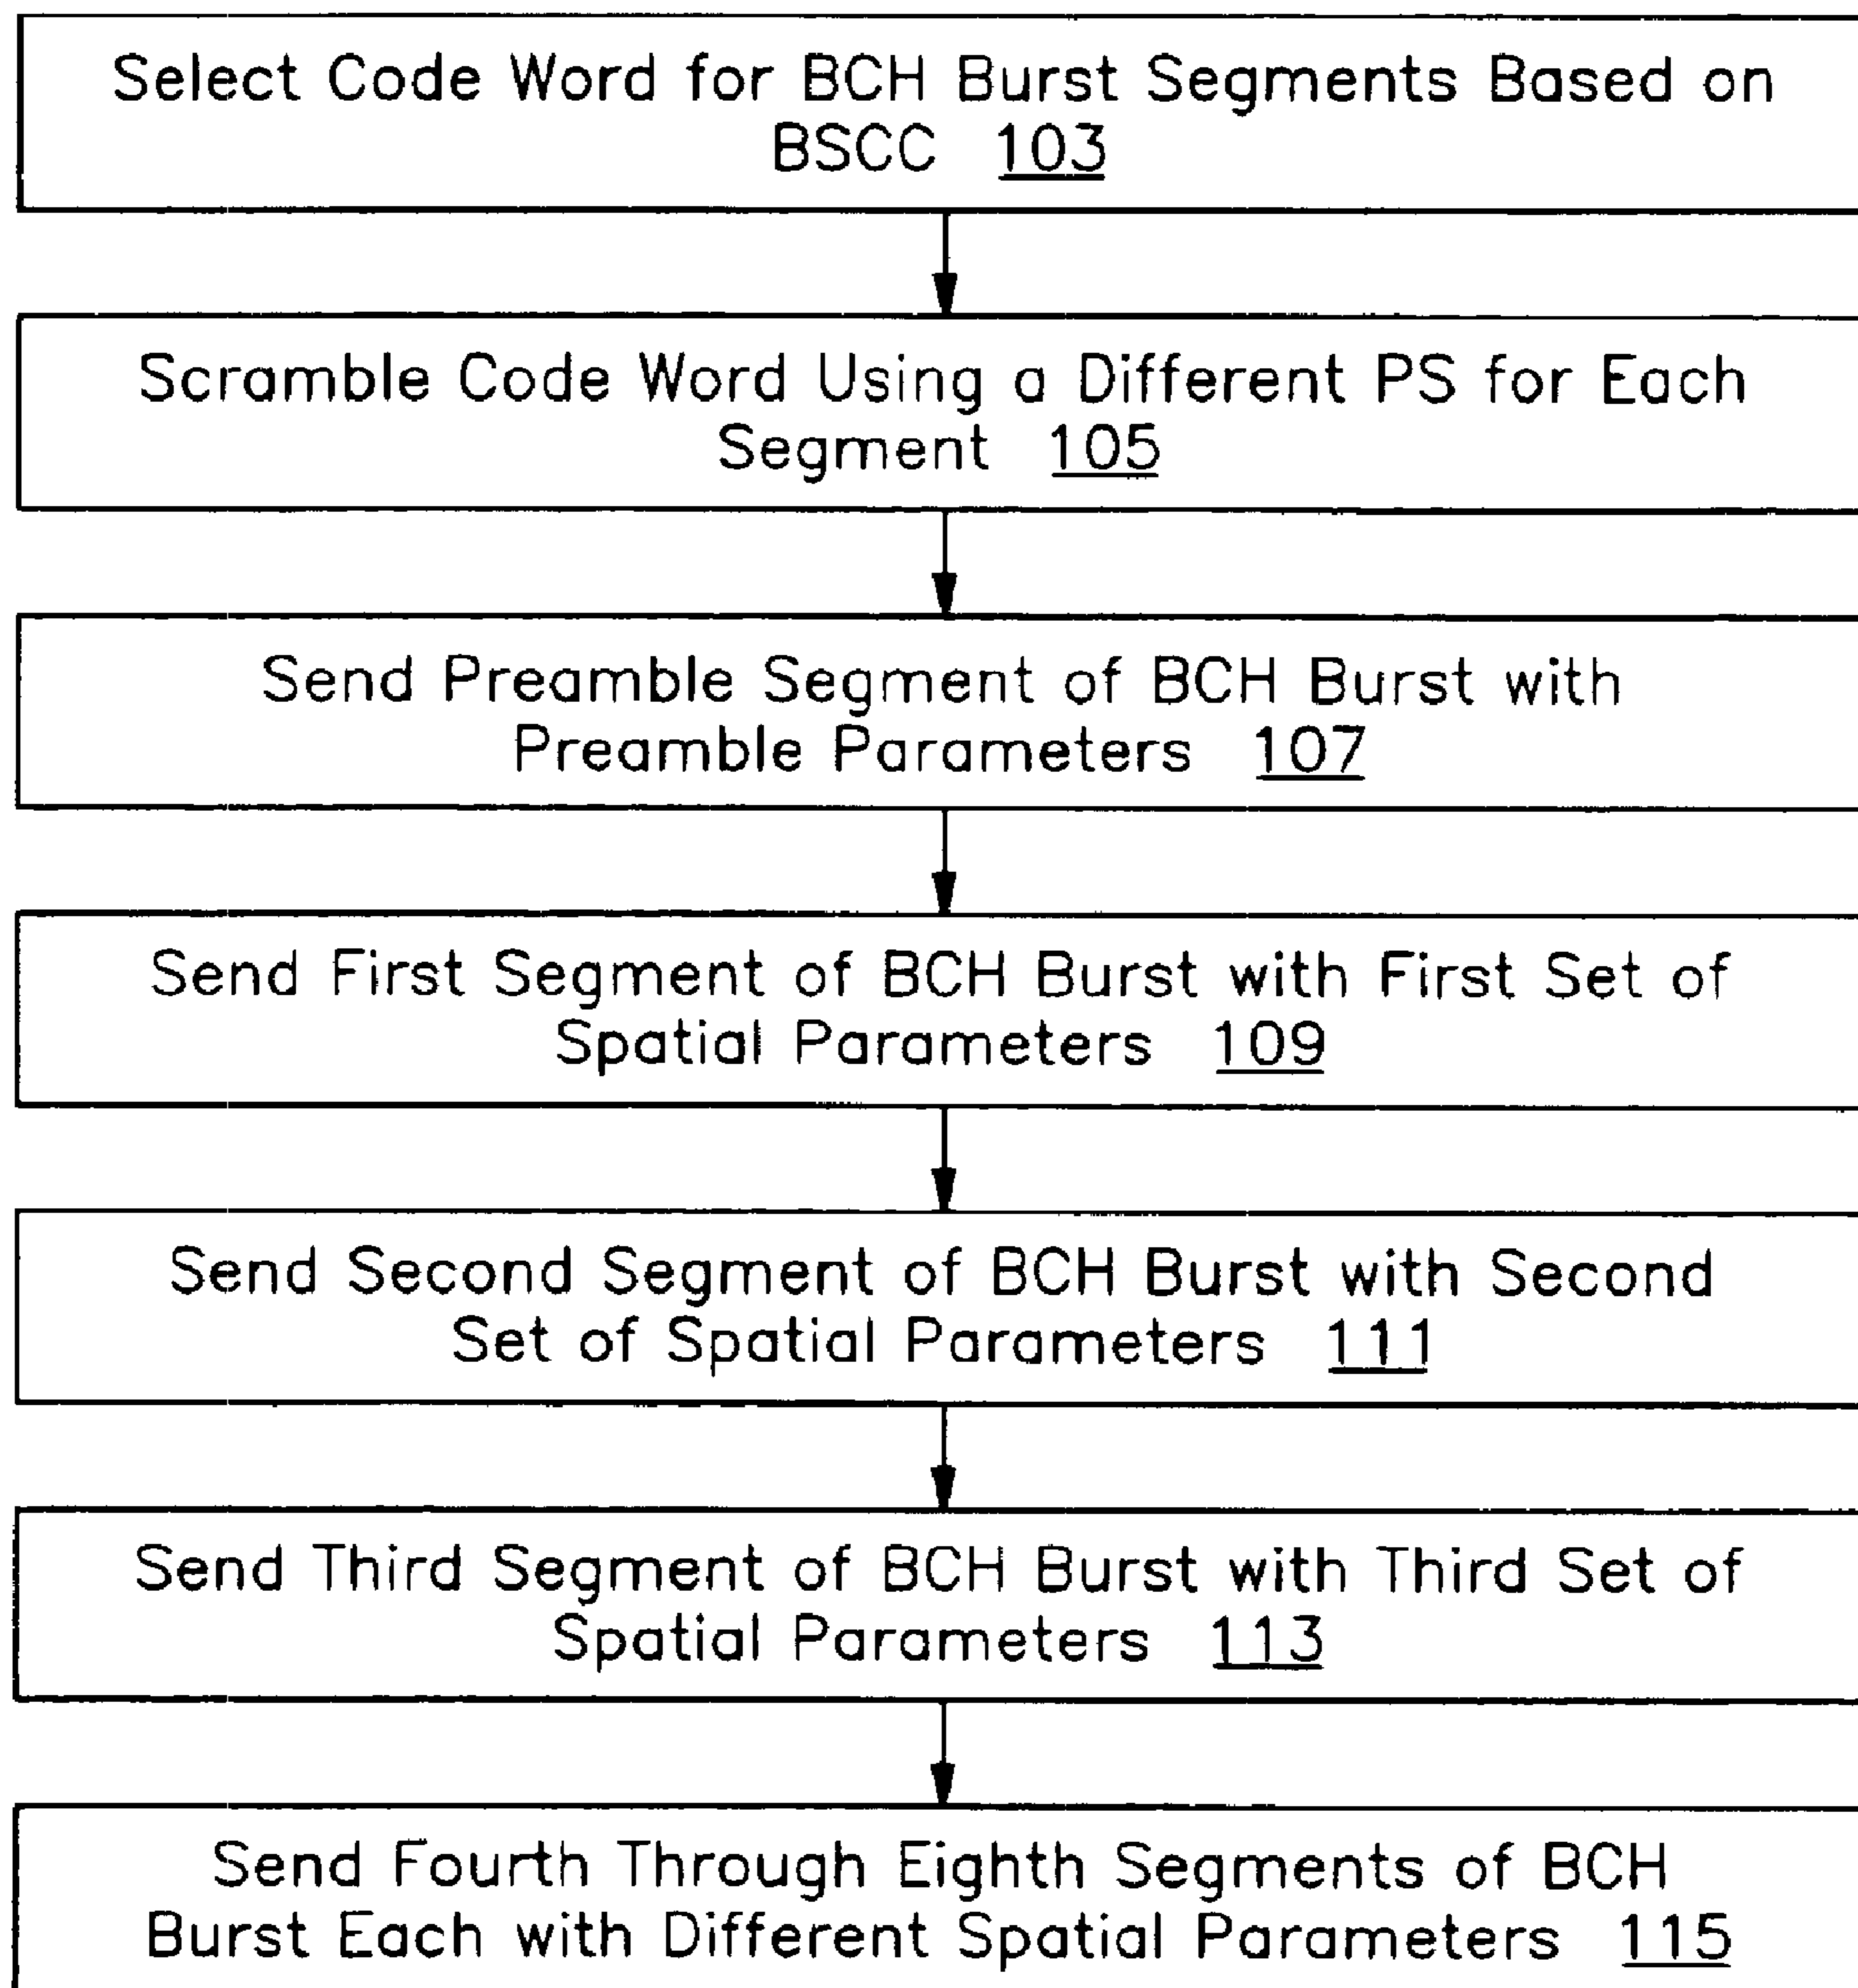 Select Code Word for BCH Burst Segments Based on
BSCC 103
Scramble Code Word Using a Different PS for Each
Segment 105
Send Preamble Segment of BCH Burst with
Preamble Parameters 107
Send First Segment of BCH Burst with First Set of
Spatial Parameters 109
Send Second Segment of BCH Burst with Second
Set of Spatial Parameters 111
Send Third Segment of BCH Burst with Third Set of
Spatial Parameters 113
Send Fourth Through Eighth Segments of BCH
Burst Each with Different Spatial Parameters 115